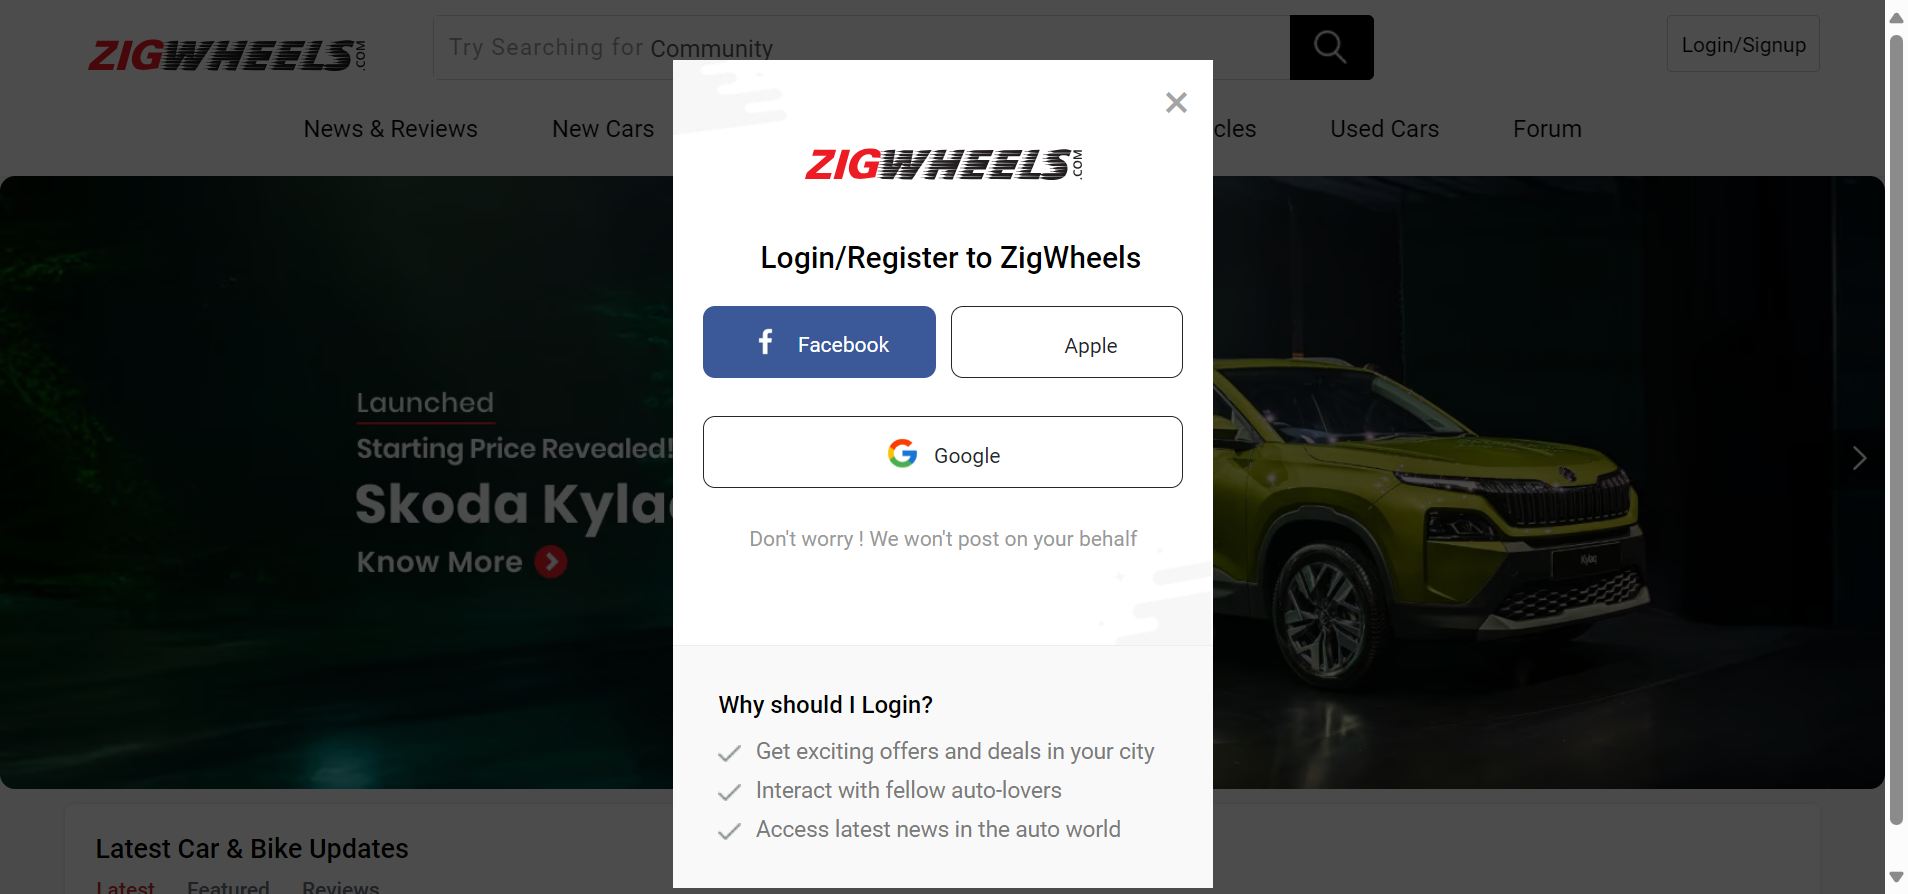 ZIGWHEELS.COM
Try Searching for Community
Login/Signup
News & Reviews
New Cars
cles
Used Cars
Forum
Launched
Starting Price Revealed!
Skoda Kyla
Know More
Kylaq
ZIGWHEELS.COM
Login/Register to ZigWheels
Facebook
Apple
Google
Don't worry ! We won't post on your behalf
Why should I Login?
Get exciting offers and deals in your city
Interact with fellow auto-lovers
Access latest news in the auto world
Latest Car & Bike Updates
Latest
Featured
Reviews